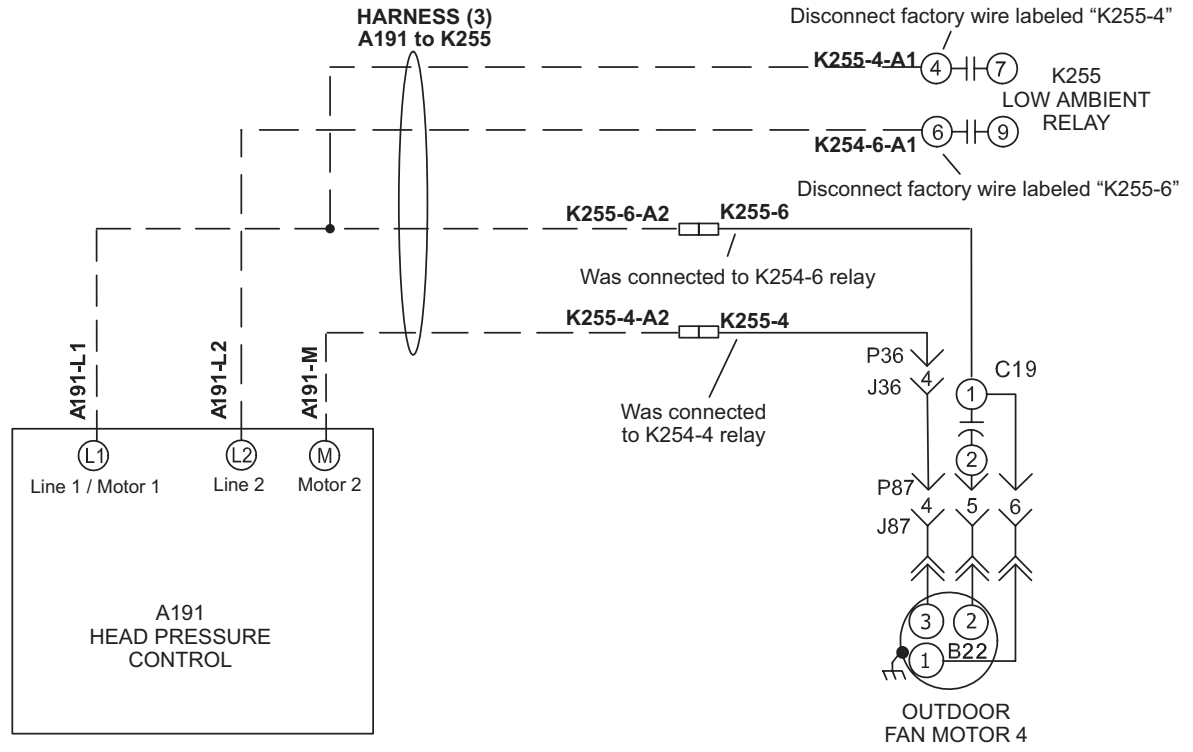 HARNESS (3)
A191 to K255
Disconnect factory wire labeled “K255-4”
K255-4-A1
4
7
K255
LOW AMBIENT
RELAY
K254-6-A1
6
9
Disconnect factory wire labeled “K255-6”
K255-6-A2
K255-6
Was connected to K254-6 relay
K255-4-A2
K255-4
Was connected
to K254-4 relay
P36
4
J36
C19
1
2
P87
4
5
6
J87
3
2
1
B22
OUTDOOR
FAN MOTOR 4
A191-L1
A191-L2
A191-M
L1
L2
M
Line 1 / Motor 1
Line 2
Motor 2
A191
HEAD PRESSURE
CONTROL